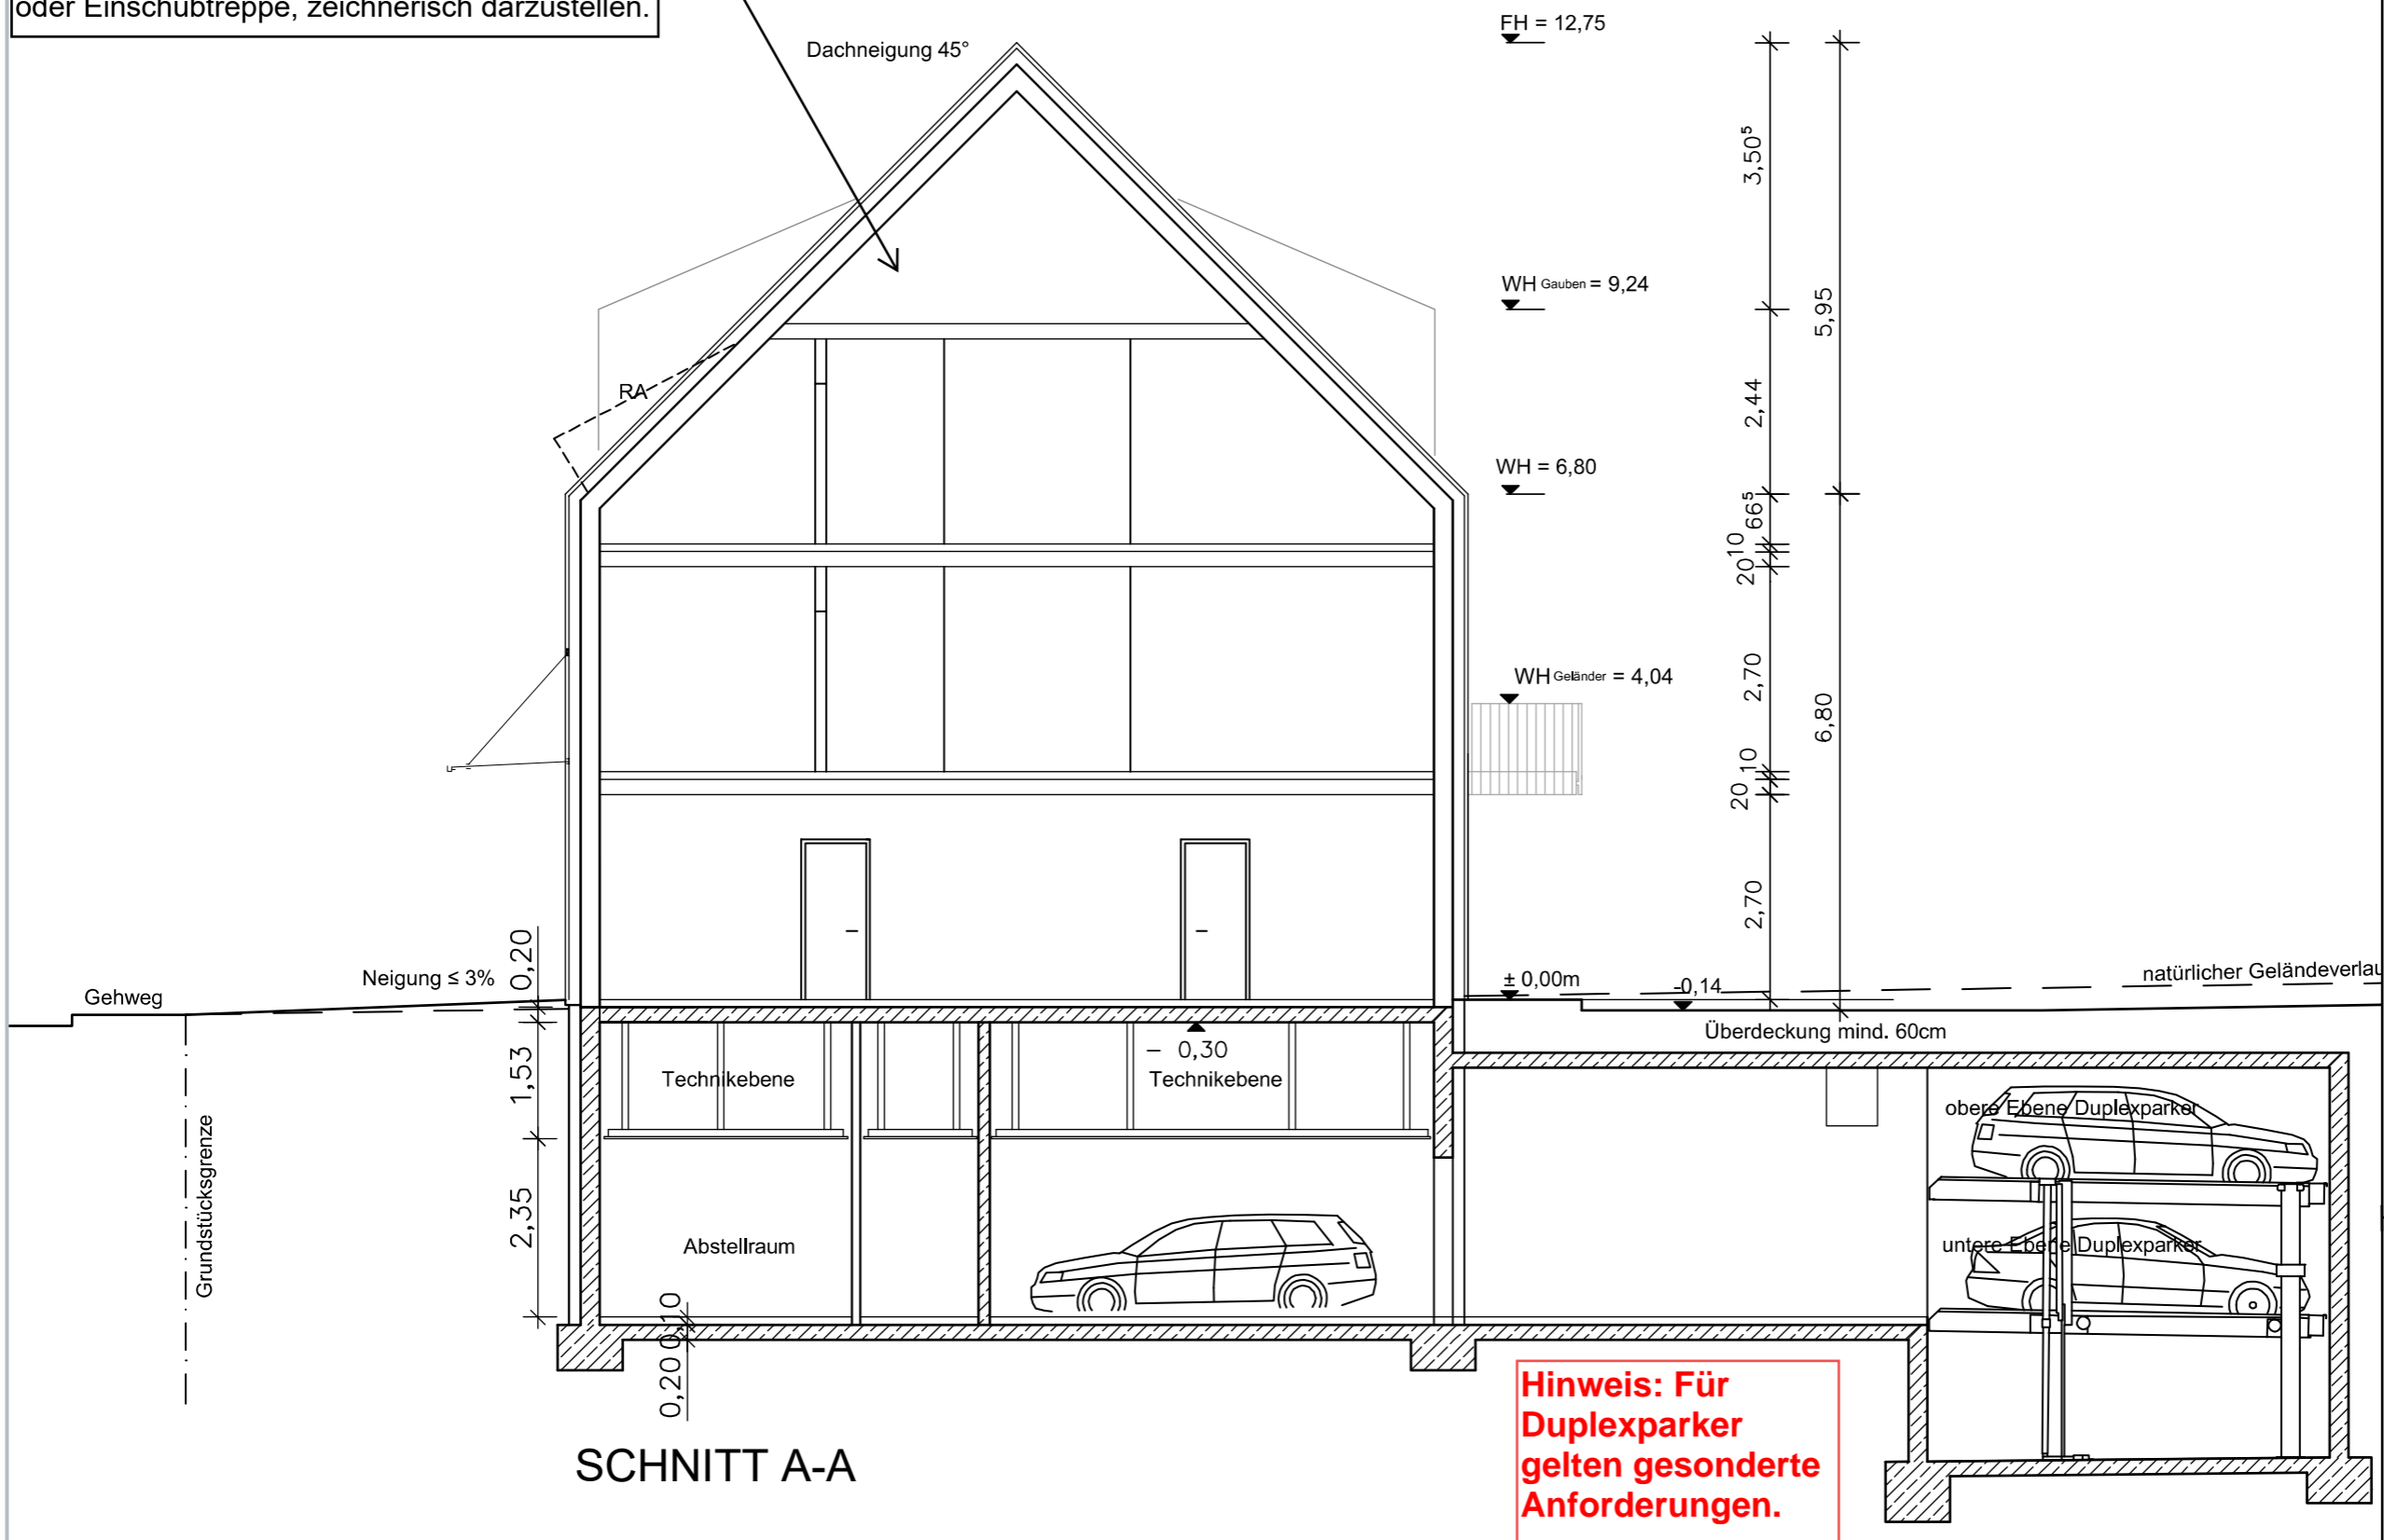 oder Einschubtreppe, zeichnerisch darzustellen.
FH = 12,75
Dachneigung 45°
3,50⁵
WH Gauben = 9,24
5,95
RA
2,44
WH = 6,80
66⁵
10
20
WH Geländer = 4,04
2,70
6,80
10
20
2,70
0,20
Neigung ≤ 3%
Gehweg
± 0,00m
-0,14
natürlicher Geländeverlau
Überdeckung mind. 60cm
– 0,30
1,53
Technikebene
Technikebene
obere Ebene Duplexparker
Grundstücksgrenze
2,35
Abstellraum
untere Ebene Duplexparker
0,10
0,20
Hinweis: Für
Duplexparker
gelten gesonderte
Anforderungen.
SCHNITT A-A